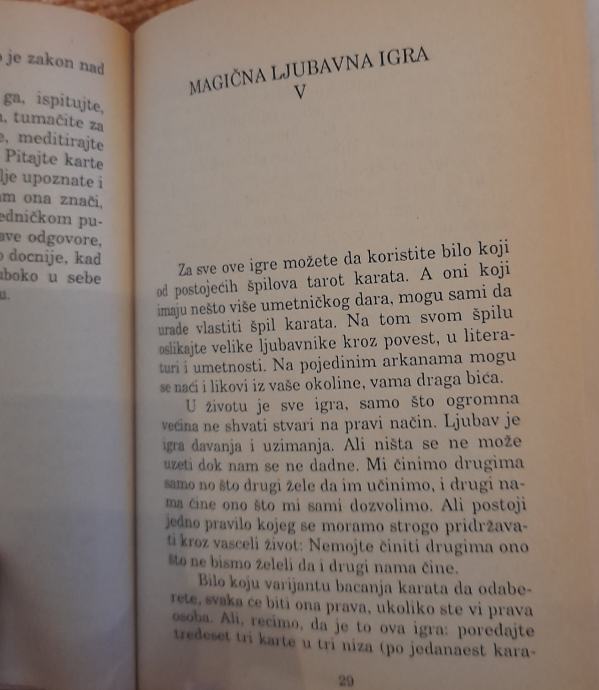 je zakon nad
ga, ispitujte,
tumačite za
meditirajte
Pitajte karte
upoznate i
ona znači,
odgovore,
docnije, kad
u sebe
MAGIČNA LJUBAVNA IGRA
V
Za sve ove igre možete da koristite bilo koji
od postojećih špilova tarot karata. A oni koji
imaju nešto više umetničkog dara, mogu sami da
urade vlastiti špil karata. Na tom svom špilu
oslikajte velike ljubavnike kroz povest, u litera-
turi i umetnosti. Na pojedinim arkanama mogu
se naći i likovi iz vaše okoline, vama draga bića.
U životu je sve igra, samo što ogromna
većina ne shvati stvari na pravi način. Ljubav je
igra davanja i uzimanja. Ali ništa se ne može
uzeti dok nam se ne dadne. Mi činimo drugima
samo no što drugi žele da im učinimo, i drugi na-
ma čine ono što mi sami dozvolimo. Ali postoji
jedno pravilo kojeg se moramo strogo pridržava-
ti kroz vasceli život: Nemojte činiti drugima ono
što ne bismo želeli da i drugi nama čine.
Bilo koju varijantu bacanja karata da odabe-
rete, svaka će biti ona prava, ukoliko ste vi prava
osoba. Ali, recimo, da je to ova igra: poredajte
tredeset tri karte u tri niza (po jedanaest kara-
29